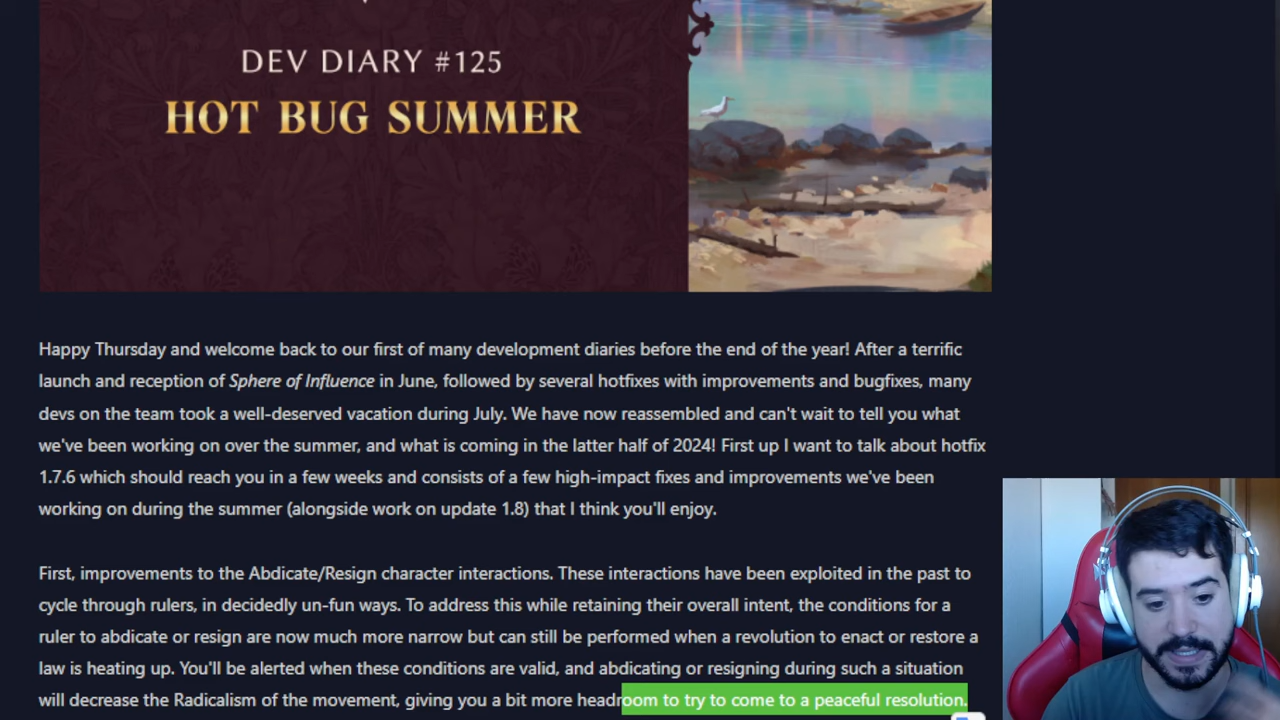 DEV DIARY #125
HOT BUG SUMMER
Happy Thursday and welcome back to our first of many development diaries before the end of the year! After a terrific
launch and reception of Sphere of Influence in June, followed by several hotfixes with improvements and bugfixes, many
devs on the team took a well-deserved vacation during July. We have now reassembled and can't wait to tell you what
we've been working on over the summer, and what is coming in the latter half of 2024! First up I want to talk about hotfix
1.7.6 which should reach you in a few weeks and consists of a few high-impact fixes and improvements we've been
working on during the summer (alongside work on update 1.8) that I think you'll enjoy.
First, improvements to the Abdicate/Resign character interactions. These interactions have been exploited in the past to
cycle through rulers, in decidedly un-fun ways. To address this while retaining their overall intent, the conditions for a
ruler to abdicate or resign are now much more narrow but can still be performed when a revolution to enact or restore a
law is heating up. You'll be alerted when these conditions are valid, and abdicating or resigning during such a situation
will decrease the Radicalism of the movement, giving you a bit more headroom to try to come to a peaceful resolution.